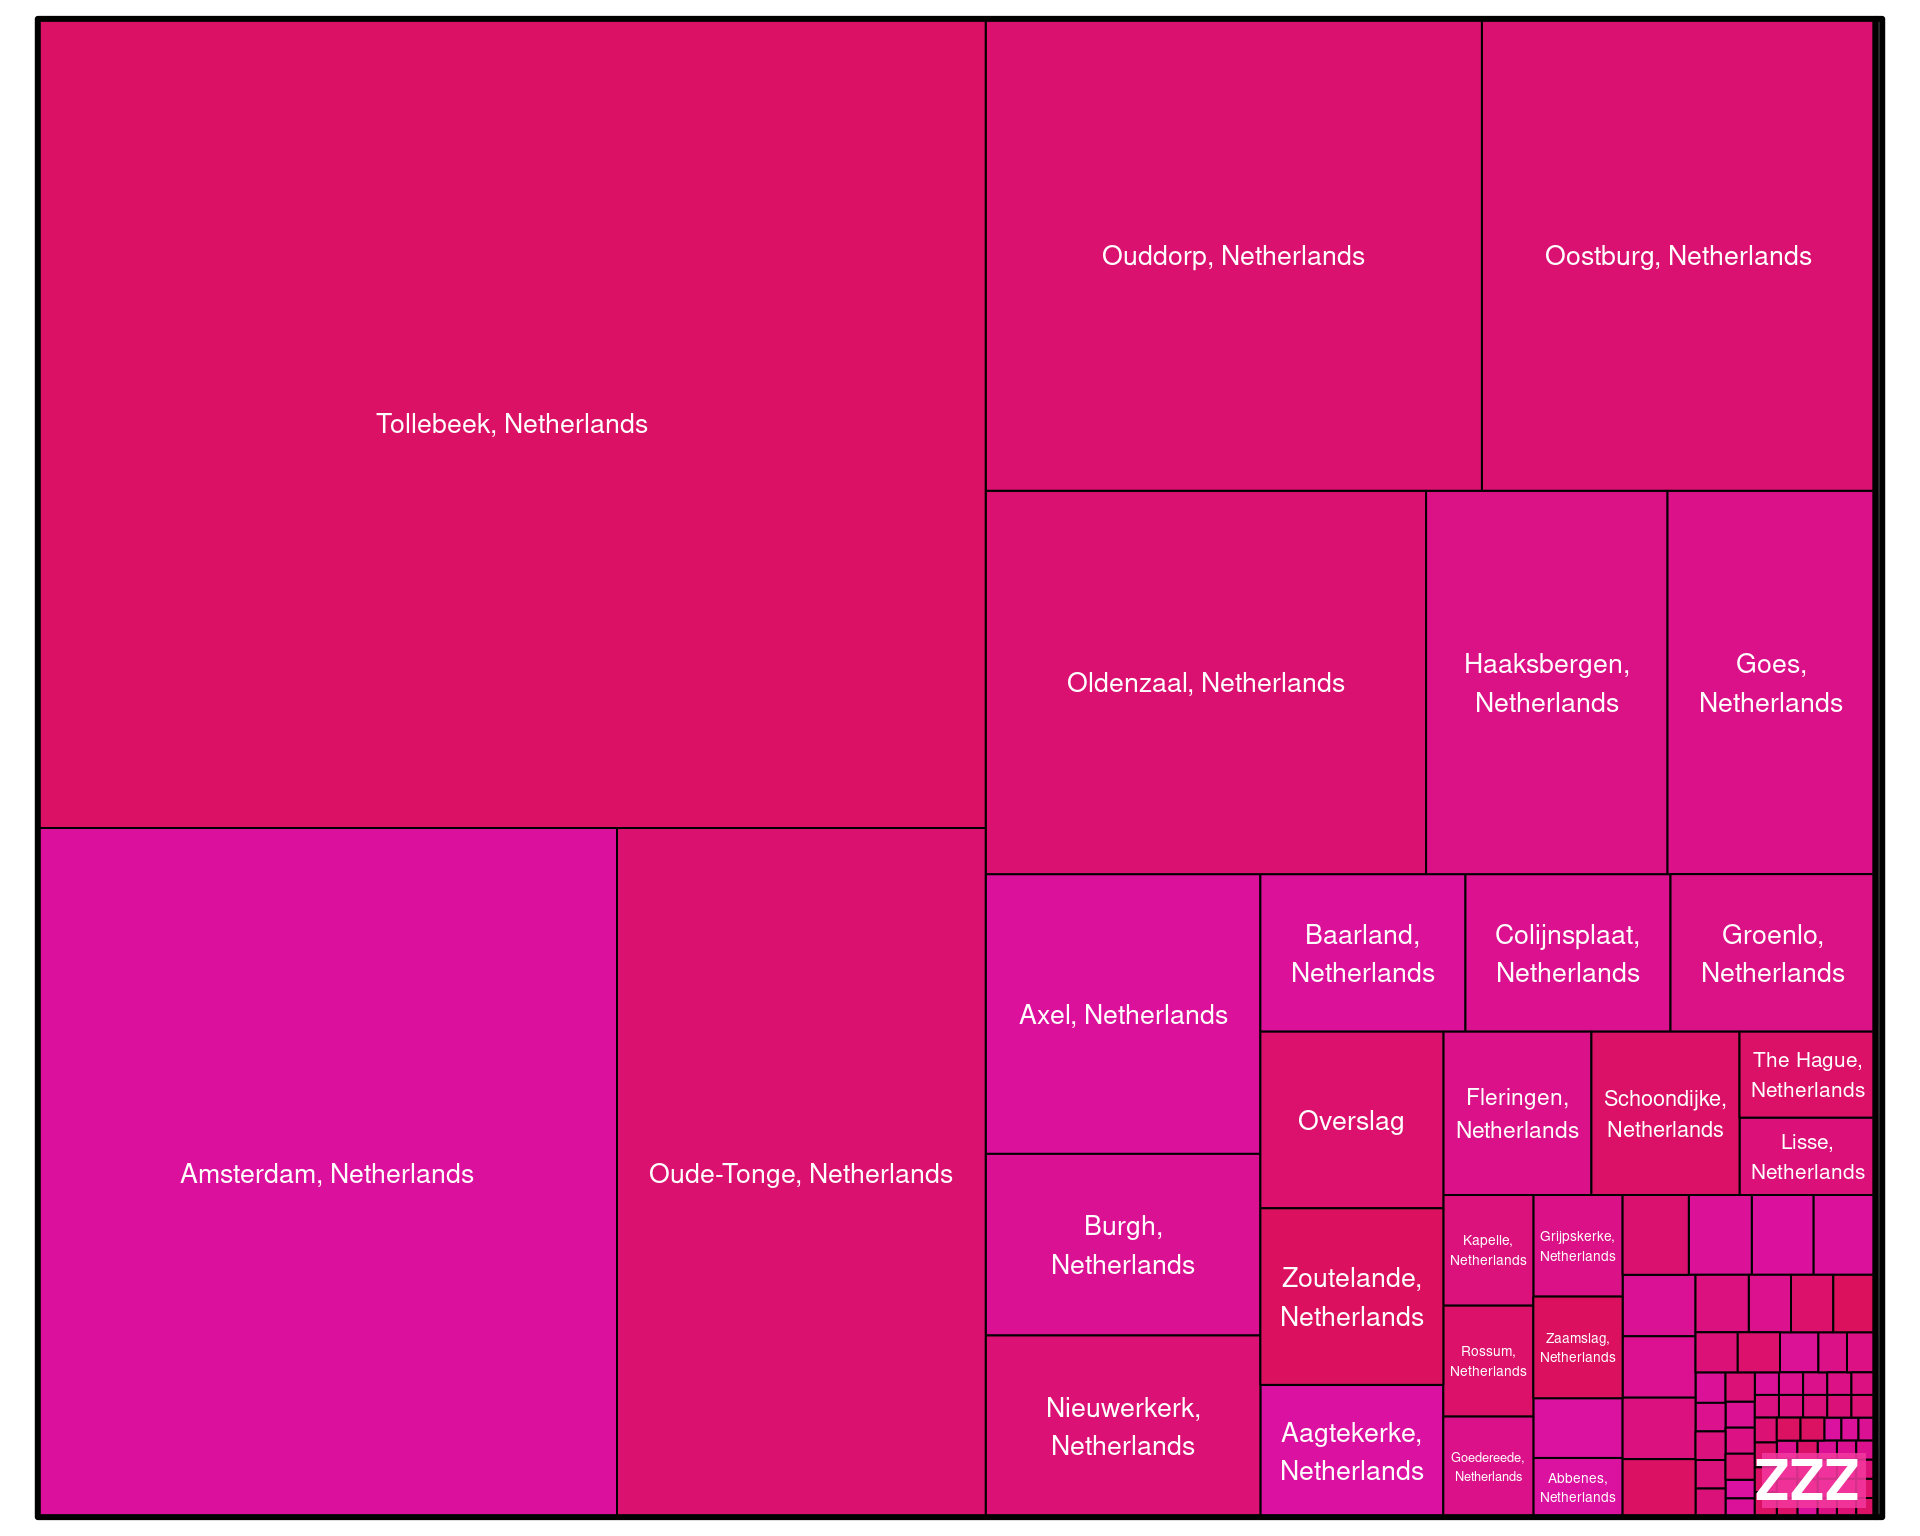 Tollebeek, Netherlands
Ouddorp, Netherlands
Oostburg, Netherlands
Oldenzaal, Netherlands
Haaksbergen,
Netherlands
Goes,
Netherlands
Amsterdam, Netherlands
Oude-Tonge, Netherlands
Axel, Netherlands
Burgh,
Netherlands
Nieuwerkerk,
Netherlands
Baarland,
Netherlands
Colijnsplaat,
Netherlands
Groenlo,
Netherlands
Overslag
Zoutelande,
Netherlands
Aagtekerke,
Netherlands
Fleringen,
Netherlands
Schoondijke,
Netherlands
The Hague,
Netherlands
Lisse,
Netherlands
Kapelle,
Netherlands
Rossum,
Netherlands
Goedereede,
Netherlands
Grijpskerke,
Netherlands
Zaamslag,
Netherlands
Abbenes,
Netherlands
ZZZ